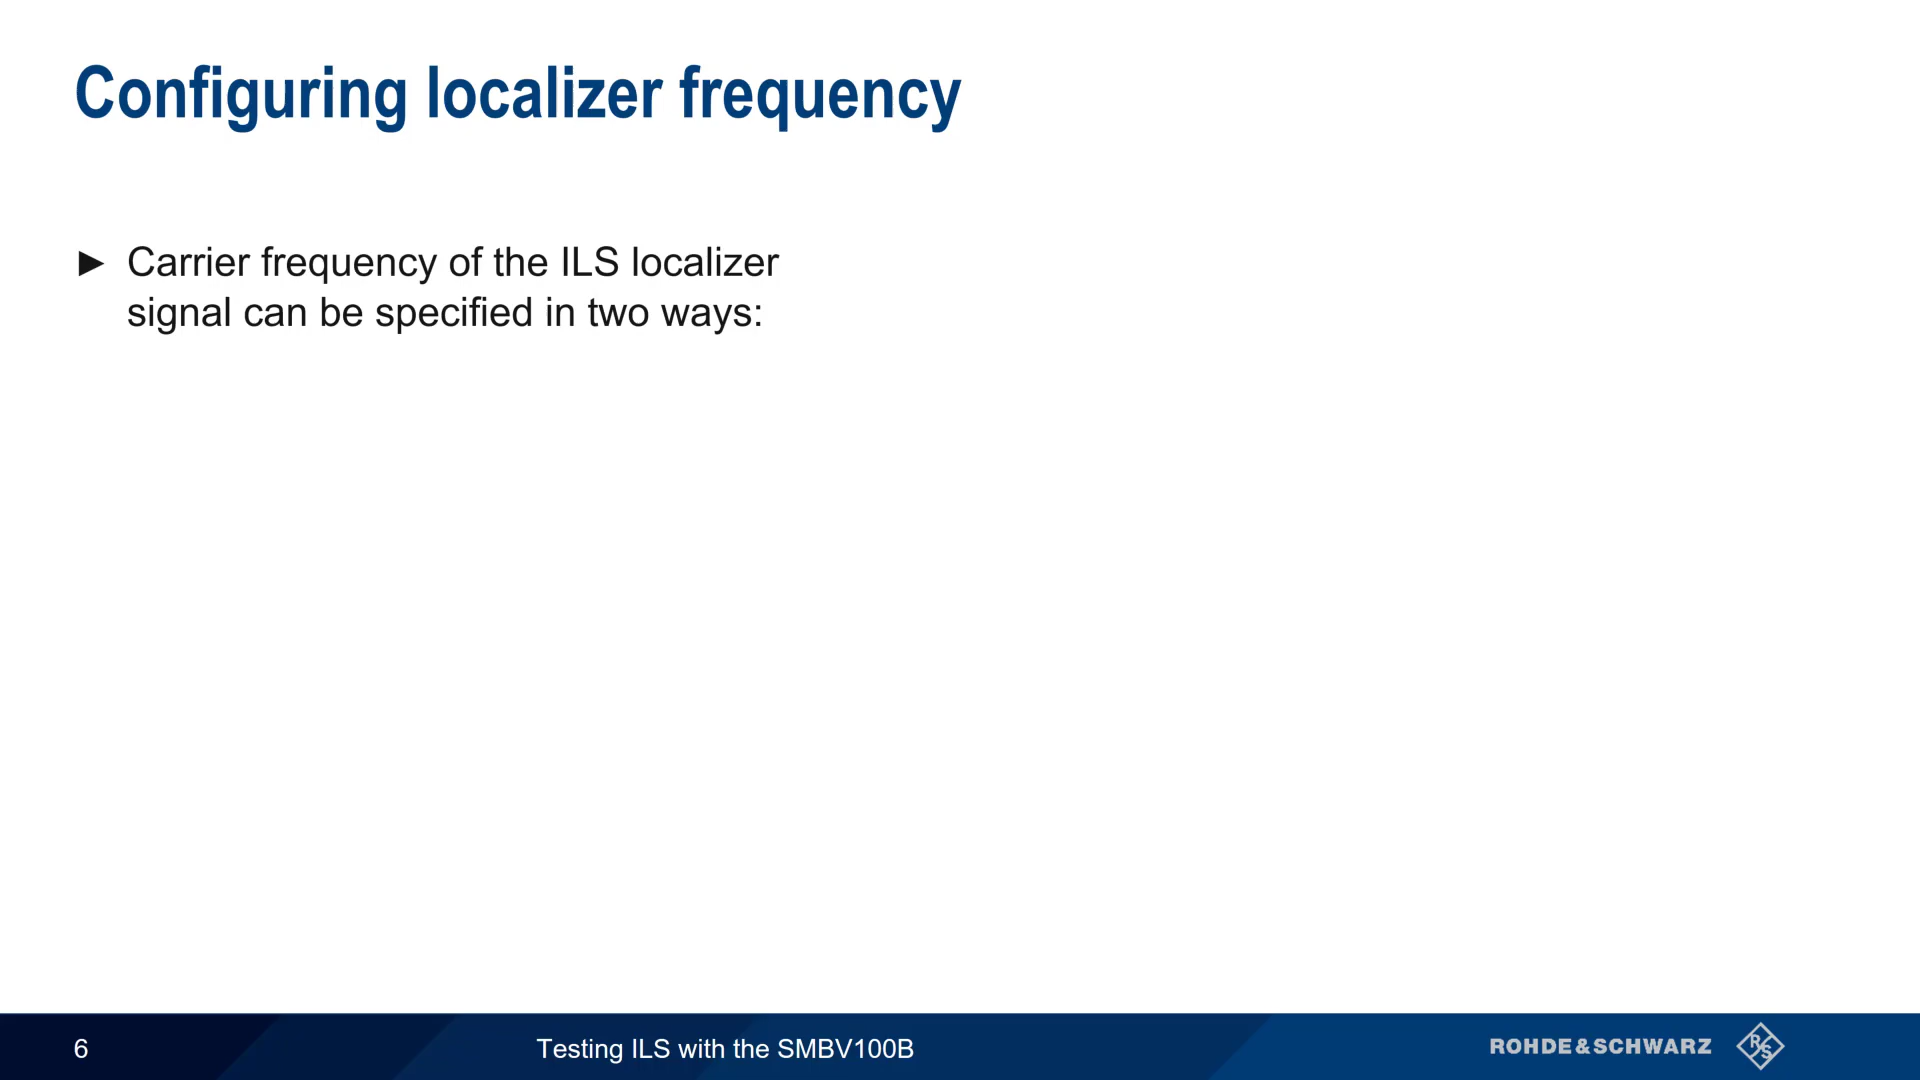 Configuring localizer frequency
► Carrier frequency of the ILS localizer
signal can be specified in two ways:
6
Testing ILS with the SMBV100B
ROHDE&SCHWARZ
R&S